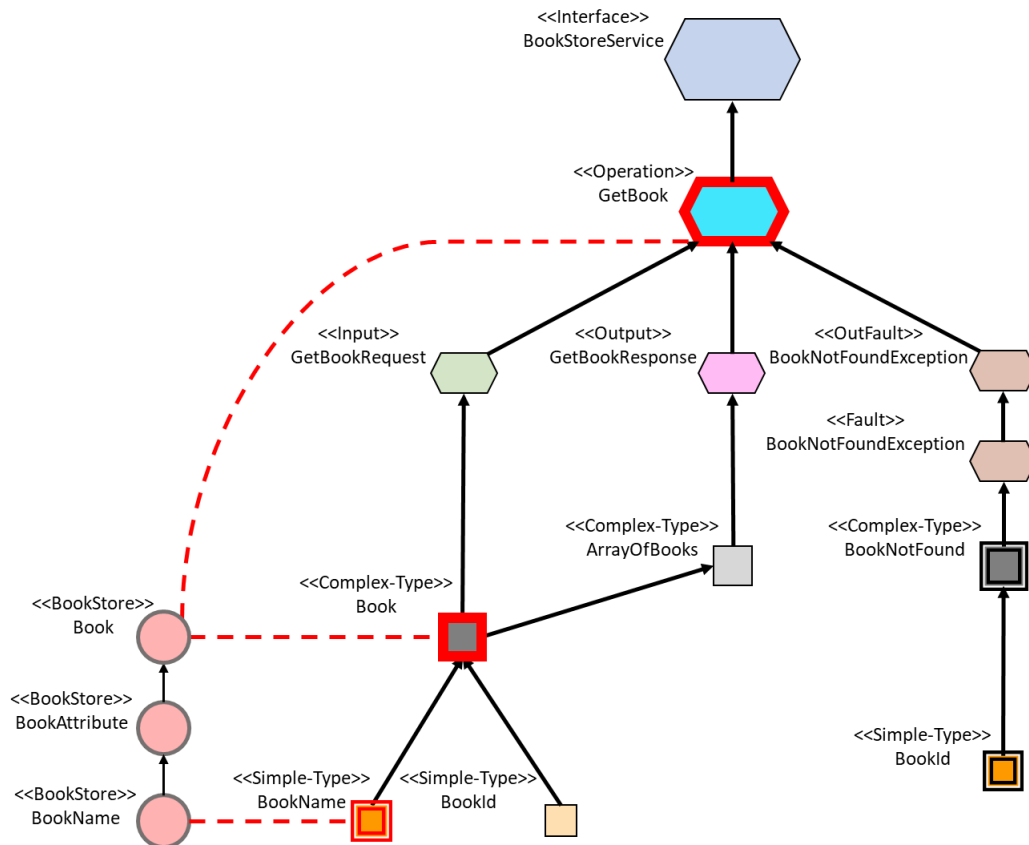 <<Interface>>
BookStoreService
<<Operation>>
GetBook
<<Input>>
GetBookRequest
<<Output>>
GetBookResponse
<<OutFault>>
BookNotFoundException
<<Fault>>
BookNotFoundException
<<Complex-Type>>
ArrayOfBooks
<<Complex-Type>>
BookNotFound
<<Complex-Type>>
Book
<<BookStore>>
Book
<<BookStore>>
BookAttribute
<<Simple-Type>>
BookId
<<BookStore>>
BookName
<<Simple-Type>>
BookName
<<Simple-Type>>
BookId